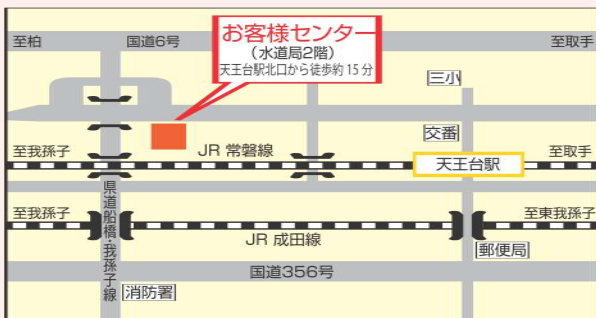 至柏
国道6号
お客様センター
(水道局2階)
天王台駅北口から徒歩約15分
至取手
三小
交番
至我孫子
JR 常磐線
天王台駅
至取手
県道船橋・我孫子線
至我孫子
JR 成田線
至東我孫子
郵便局
国道356号
消防署